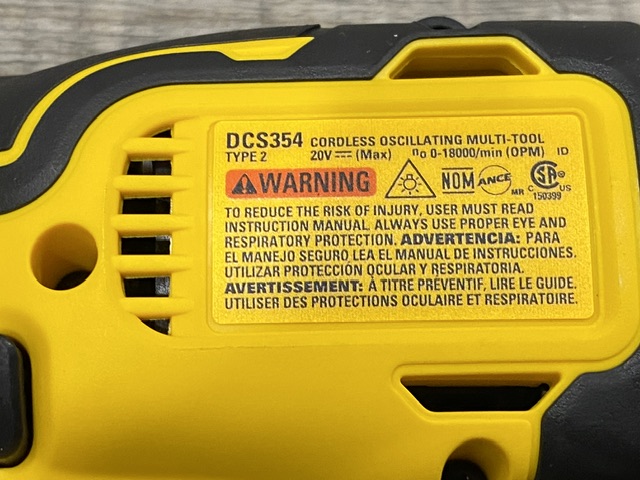 DCS354 CORDLESS OSCILLATING MULTI-TOOL
TYPE 2 20V ⎓ (Max) n₀ 0-18000/min (OPM) ID
WARNING NOM ANCE MR CSA C US 150399
TO REDUCE THE RISK OF INJURY, USER MUST READ
INSTRUCTION MANUAL. ALWAYS USE PROPER EYE AND
RESPIRATORY PROTECTION. ADVERTENCIA: PARA
EL MANEJO SEGURO LEA EL MANUAL DE INSTRUCCIONES.
UTILIZAR PROTECCIÓN OCULAR Y RESPIRATORIA.
AVERTISSEMENT: À TITRE PREVENTIF, LIRE LE GUIDE.
UTILISER DES PROTECTIONS OCULAIRE ET RESPIRATOIRE.